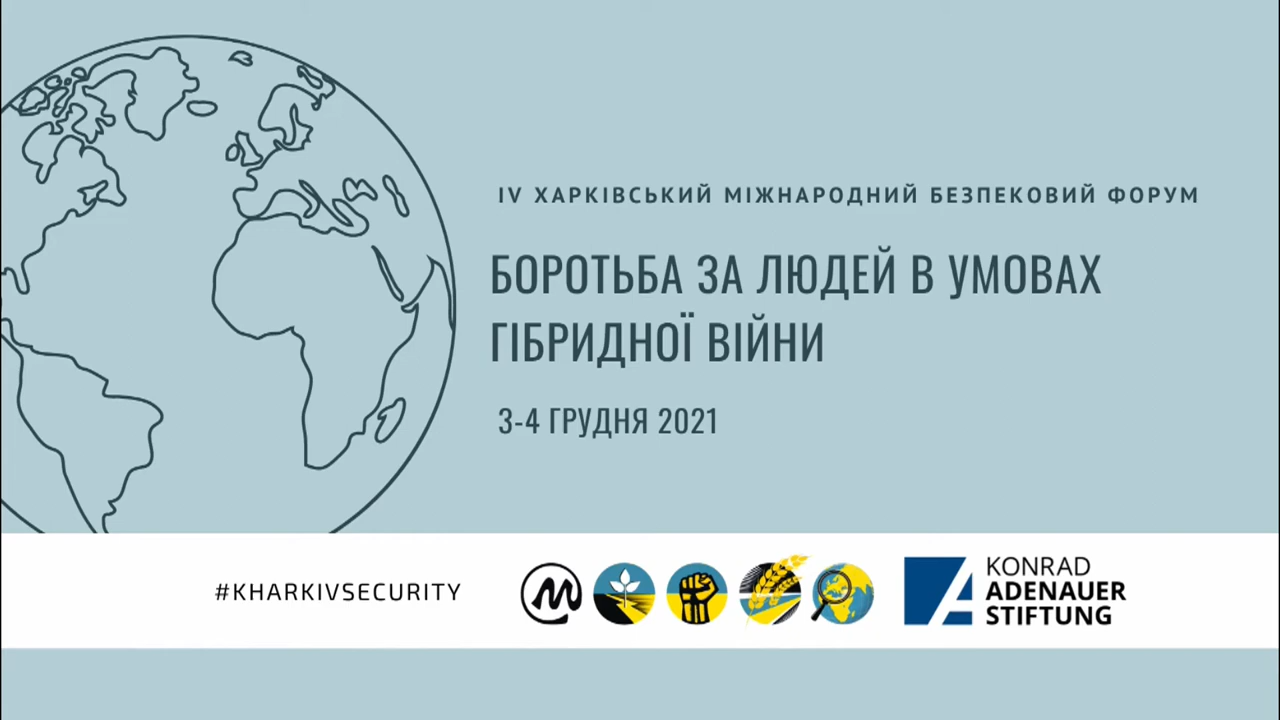 IV ХАРКІВСЬКИЙ МІЖНАРОДНИЙ БЕЗПЕКОВИЙ ФОРУМ
БОРОТЬБА ЗА ЛЮДЕЙ В УМОВАХ
ГІБРИДНОЇ ВІЙНИ
3-4 ГРУДНЯ 2021
#KHARKIVSECURITY
KONRAD
ADENAUER
STIFTUNG